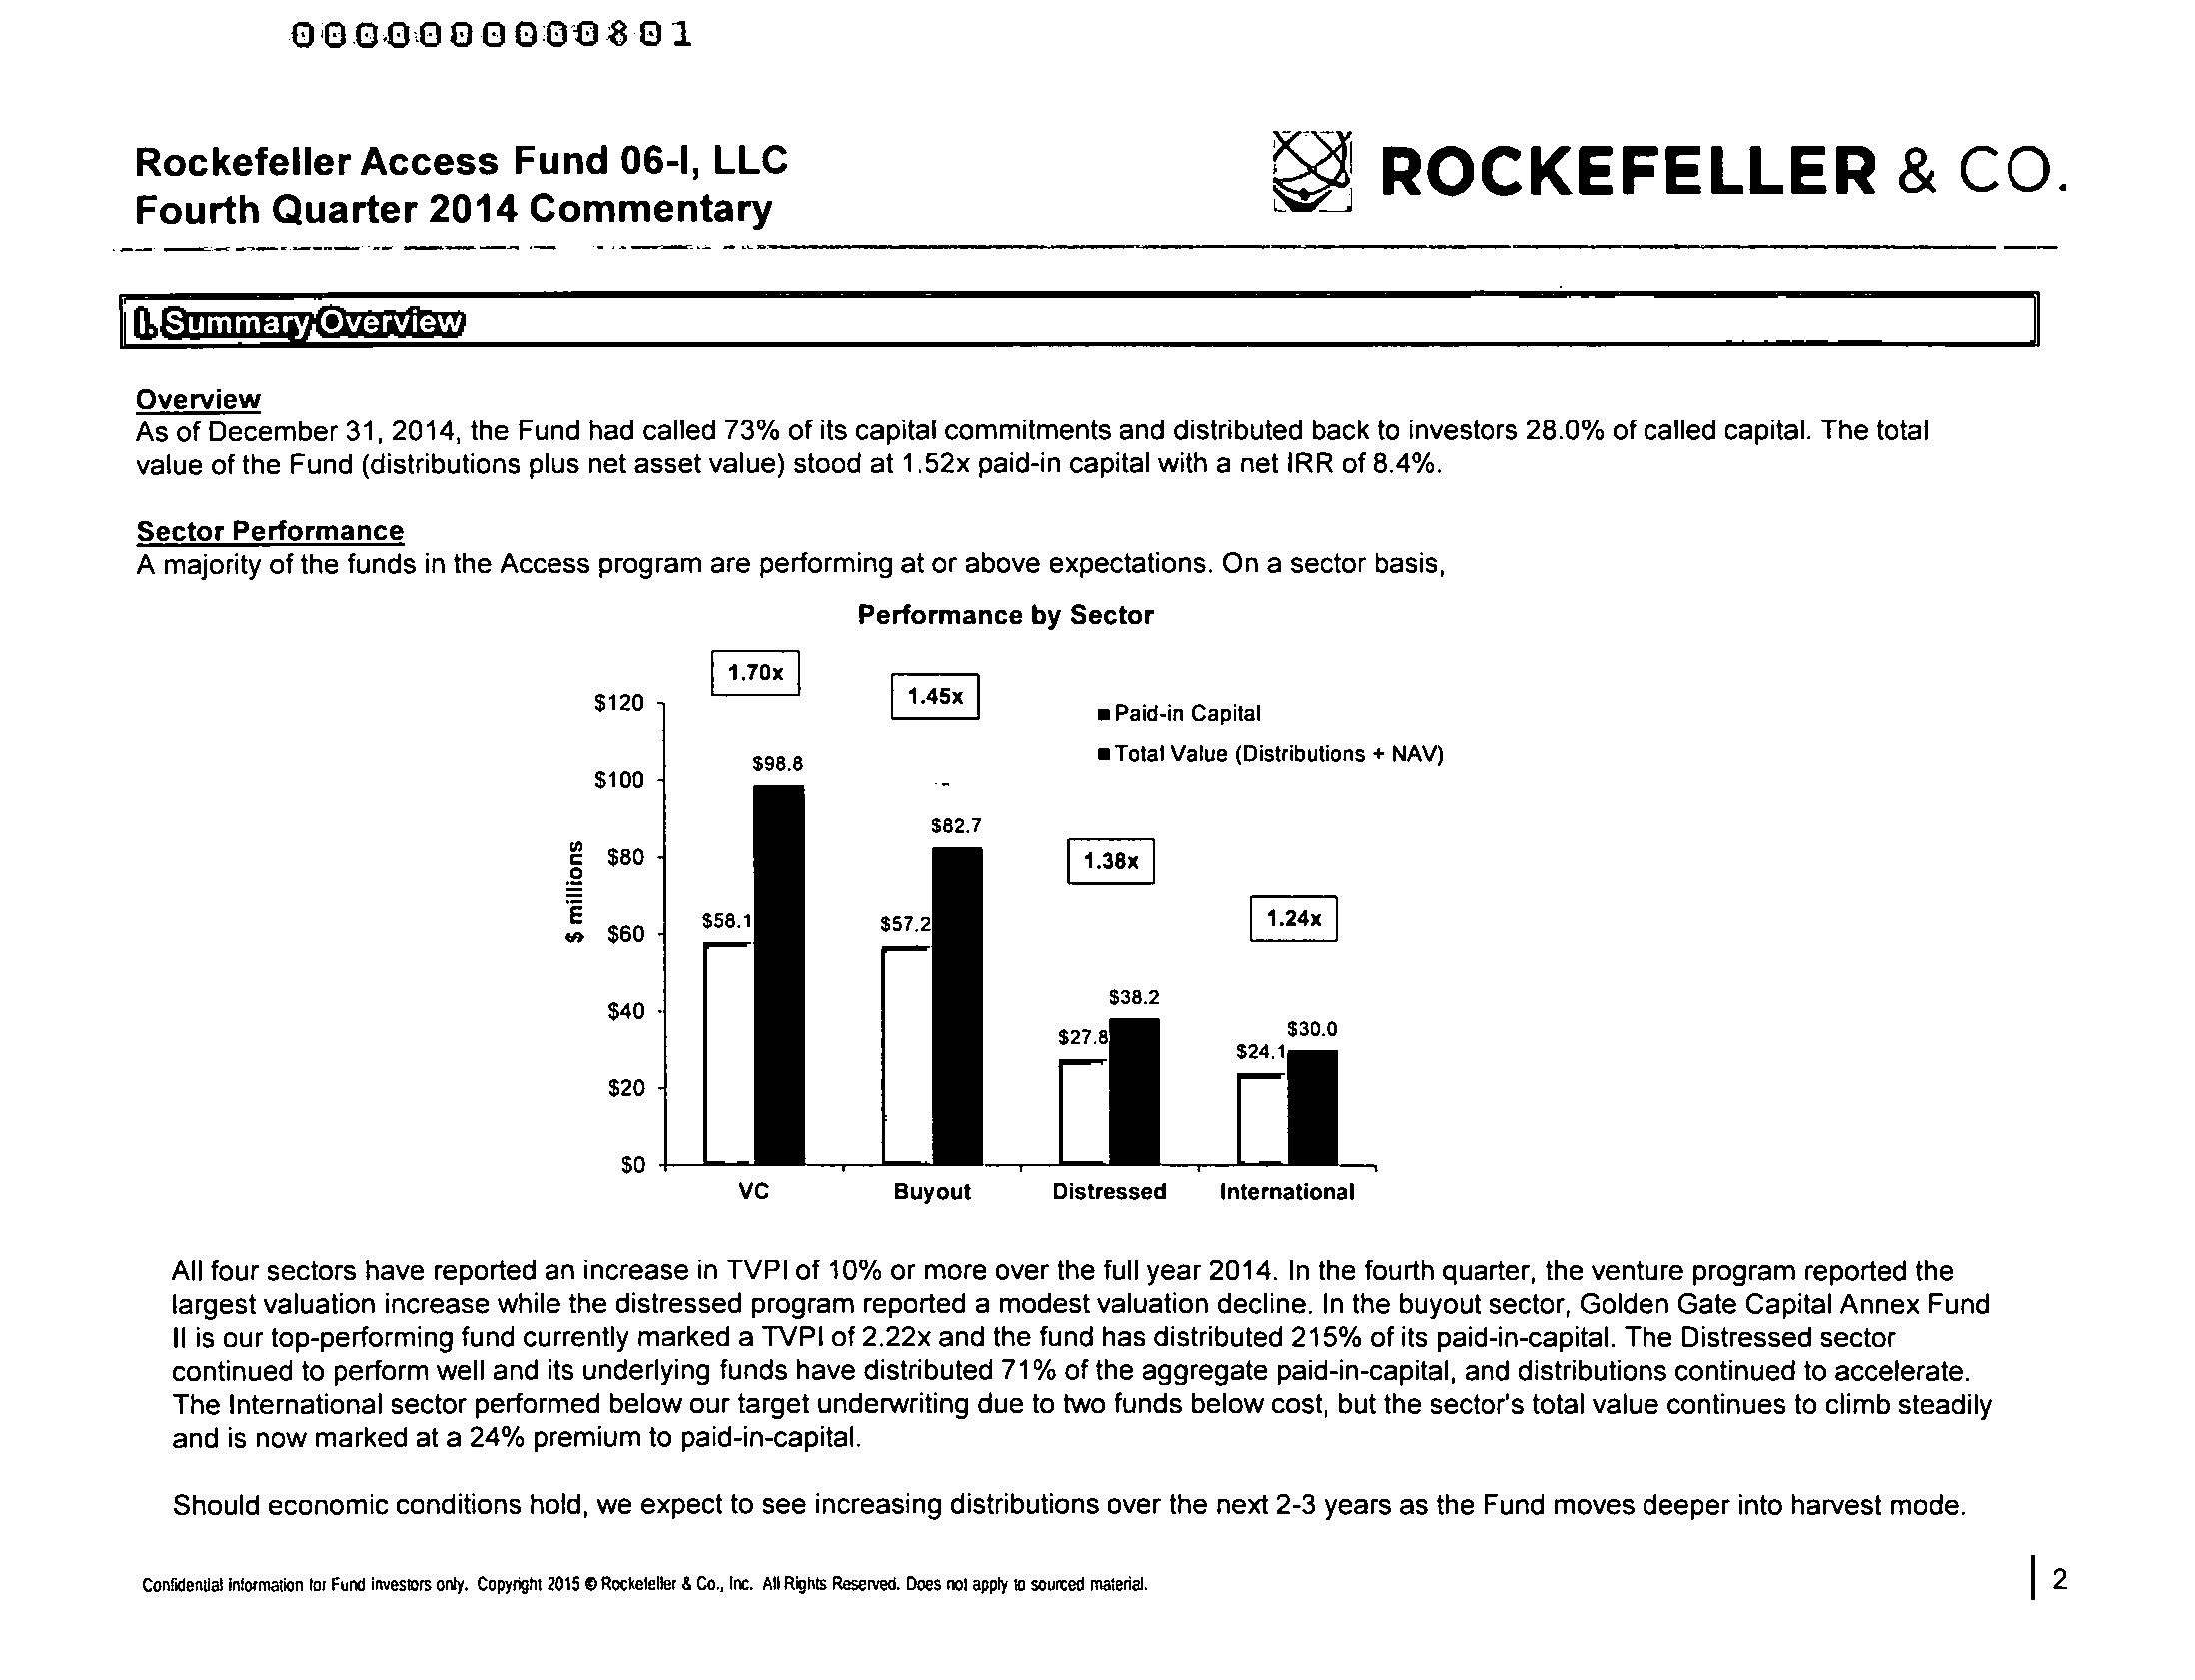 0000000000801
Rockefeller Access Fund 06-I, LLC
ROCKEFELLER & CO.
Fourth Quarter 2014 Commentary
I. Summary Overview
Overview
As of December 31, 2014, the Fund had called 73% of its capital commitments and distributed back to investors 28.0% of called capital. The total
value of the Fund (distributions plus net asset value) stood at 1.52x paid-in capital with a net IRR of 8.4%.
Sector Performance
A majority of the funds in the Access program are performing at or above expectations. On a sector basis,
Performance by Sector
1.70x
1.45x
1.38x
1.24x
Paid-in Capital
Total Value (Distributions + NAV)
$ millions
$120
$100
$80
$60
$40
$20
$0
$58.1
$98.8
$57.2
$82.7
$27.8
$38.2
$24.1
$30.0
VC
Buyout
Distressed
International
All four sectors have reported an increase in TVPI of 10% or more over the full year 2014. In the fourth quarter, the venture program reported the
largest valuation increase while the distressed program reported a modest valuation decline. In the buyout sector, Golden Gate Capital Annex Fund
II is our top-performing fund currently marked a TVPI of 2.22x and the fund has distributed 215% of its paid-in-capital. The Distressed sector
continued to perform well and its underlying funds have distributed 71% of the aggregate paid-in-capital, and distributions continued to accelerate.
The International sector performed below our target underwriting due to two funds below cost, but the sector's total value continues to climb steadily
and is now marked at a 24% premium to paid-in-capital.
Should economic conditions hold, we expect to see increasing distributions over the next 2-3 years as the Fund moves deeper into harvest mode.
Confidential information for Fund investors only. Copyright 2015 © Rockefeller & Co., Inc. All Rights Reserved. Does not apply to sourced material.
2